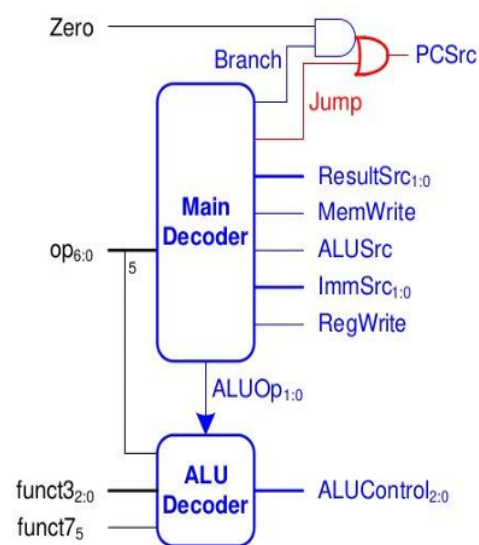 Zero
Branch
PCSrc
Jump
ResultSrc1:0
Main
Decoder
MemWrite
op6:0
5
ALUSrc
ImmSrc1:0
RegWrite
ALUOp1:0
ALU
Decoder
funct32:0
ALUControl2:0
funct75